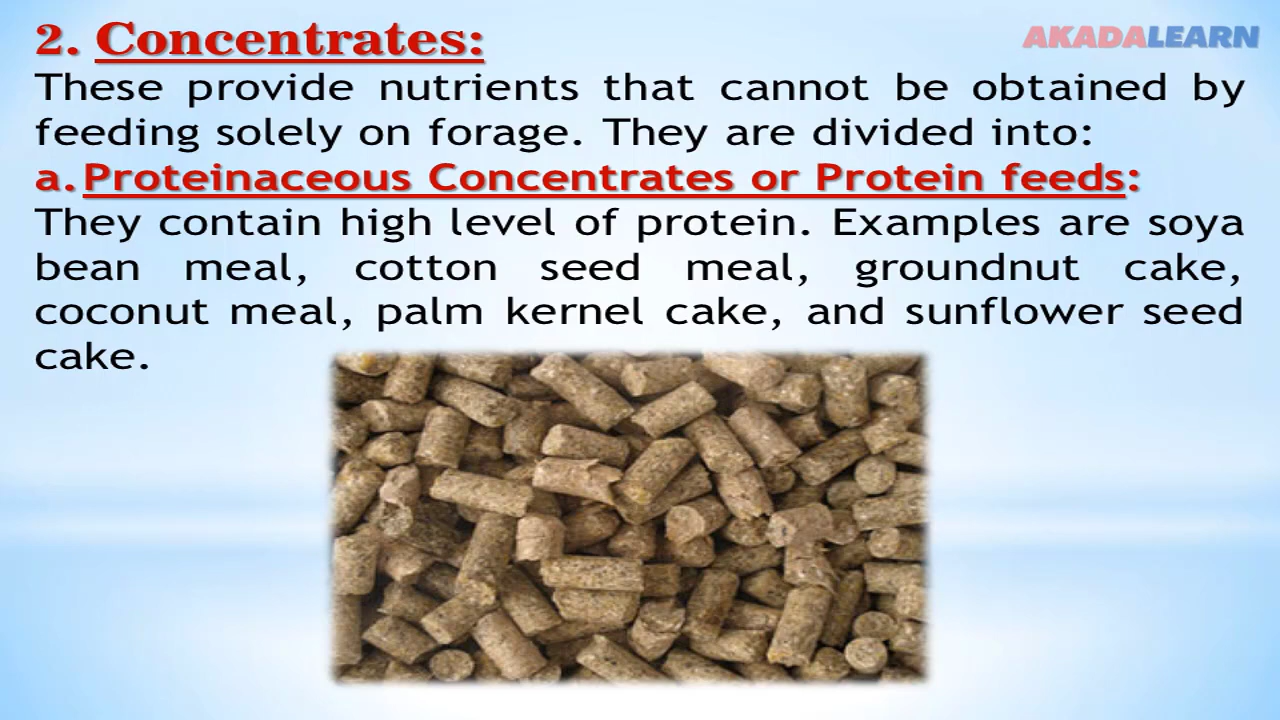 2. Concentrates:
AKADALEARN
These provide nutrients that cannot be obtained by
feeding solely on forage. They are divided into:
a. Proteinaceous Concentrates or Protein feeds:
They contain high level of protein. Examples are soya
bean meal, cotton seed meal, groundnut cake,
coconut meal, palm kernel cake, and sunflower seed
cake.